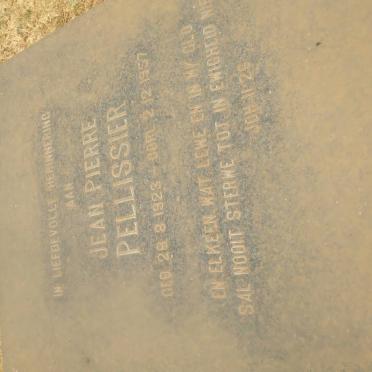 IN LIEFDEVOLLE HERINNERING
AAN
JEAN PIERRE
PELLISSIER
GEB. 28.8.1923 OORL. 2.12.1957
EN ELKEEN WAT LEWE EN IN MY GLO
SAL NOOIT STERWE TOT IN EWIGHEID NIE
JOH. 11:26